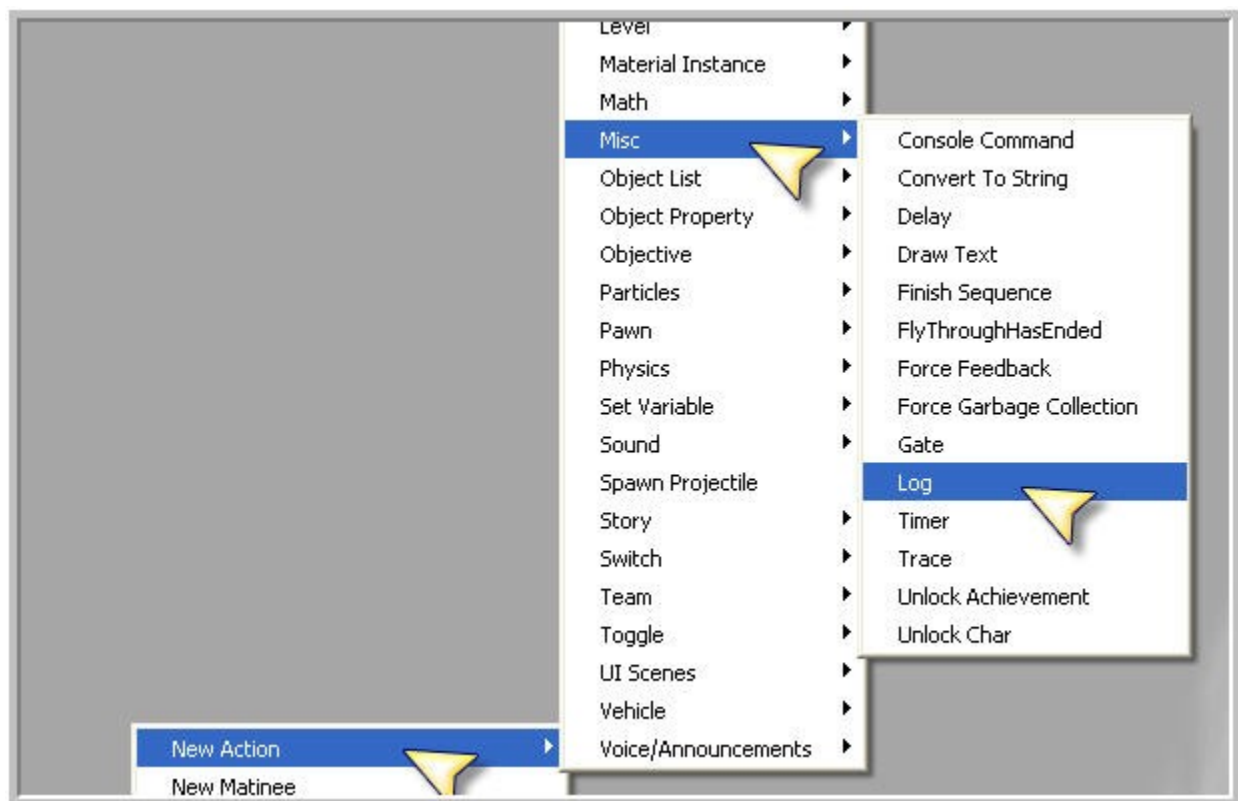 Level
Material Instance
Math
Misc
Object List
Object Property
Objective
Particles
Pawn
Physics
Set Variable
Sound
Spawn Projectile
Story
Switch
Team
Toggle
UI Scenes
Vehicle
Voice/Announcements
Console Command
Convert To String
Delay
Draw Text
Finish Sequence
FlyThroughHasEnded
Force Feedback
Force Garbage Collection
Gate
Log
Timer
Trace
Unlock Achievement
Unlock Char
New Action
New Matinee